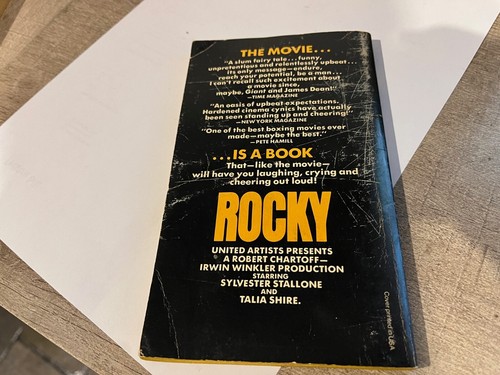 THE MOVIE...
"A slum fairy tale...funny,
unpretentious and relentlessly upbeat...
its only message—endure,
reach your potential, be a man...
I can't recall such excitement about
a movie since,
maybe, Giant and James Dean!"
—TIME MAGAZINE
"An oasis of upbeat expectations.
Hardened cinema cynics have actually
been seen standing up and cheering!"
—NEW YORK MAGAZINE
"One of the best boxing movies ever
made—maybe the best."
—PETE HAMILL
...IS A BOOK
That—like the movie—
will have you laughing, crying and
cheering out loud!
ROCKY
UNITED ARTISTS PRESENTS
A ROBERT CHARTOFF—
IRWIN WINKLER PRODUCTION
STARRING
SYLVESTER STALLONE
AND
TALIA SHIRE.
Cover printed in USA